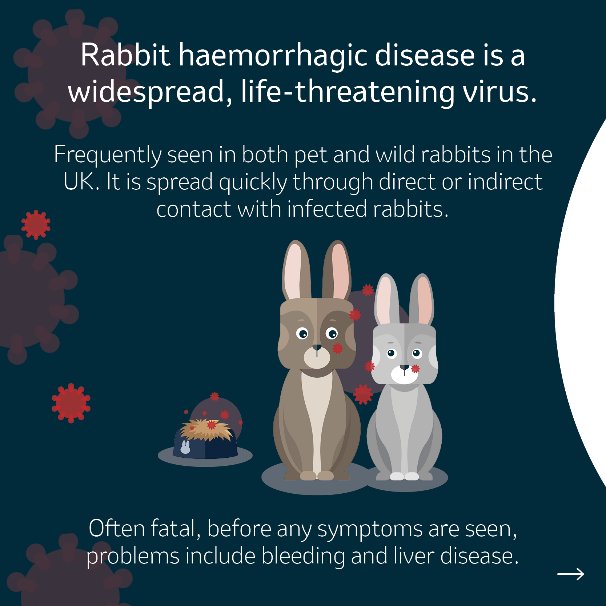 Rabbit haemorrhagic disease is a
widespread, life-threatening virus.
Frequently seen in both pet and wild rabbits in the
UK. It is spread quickly through direct or indirect
contact with infected rabbits.
Often fatal, before any symptoms are seen,
problems include bleeding and liver disease.